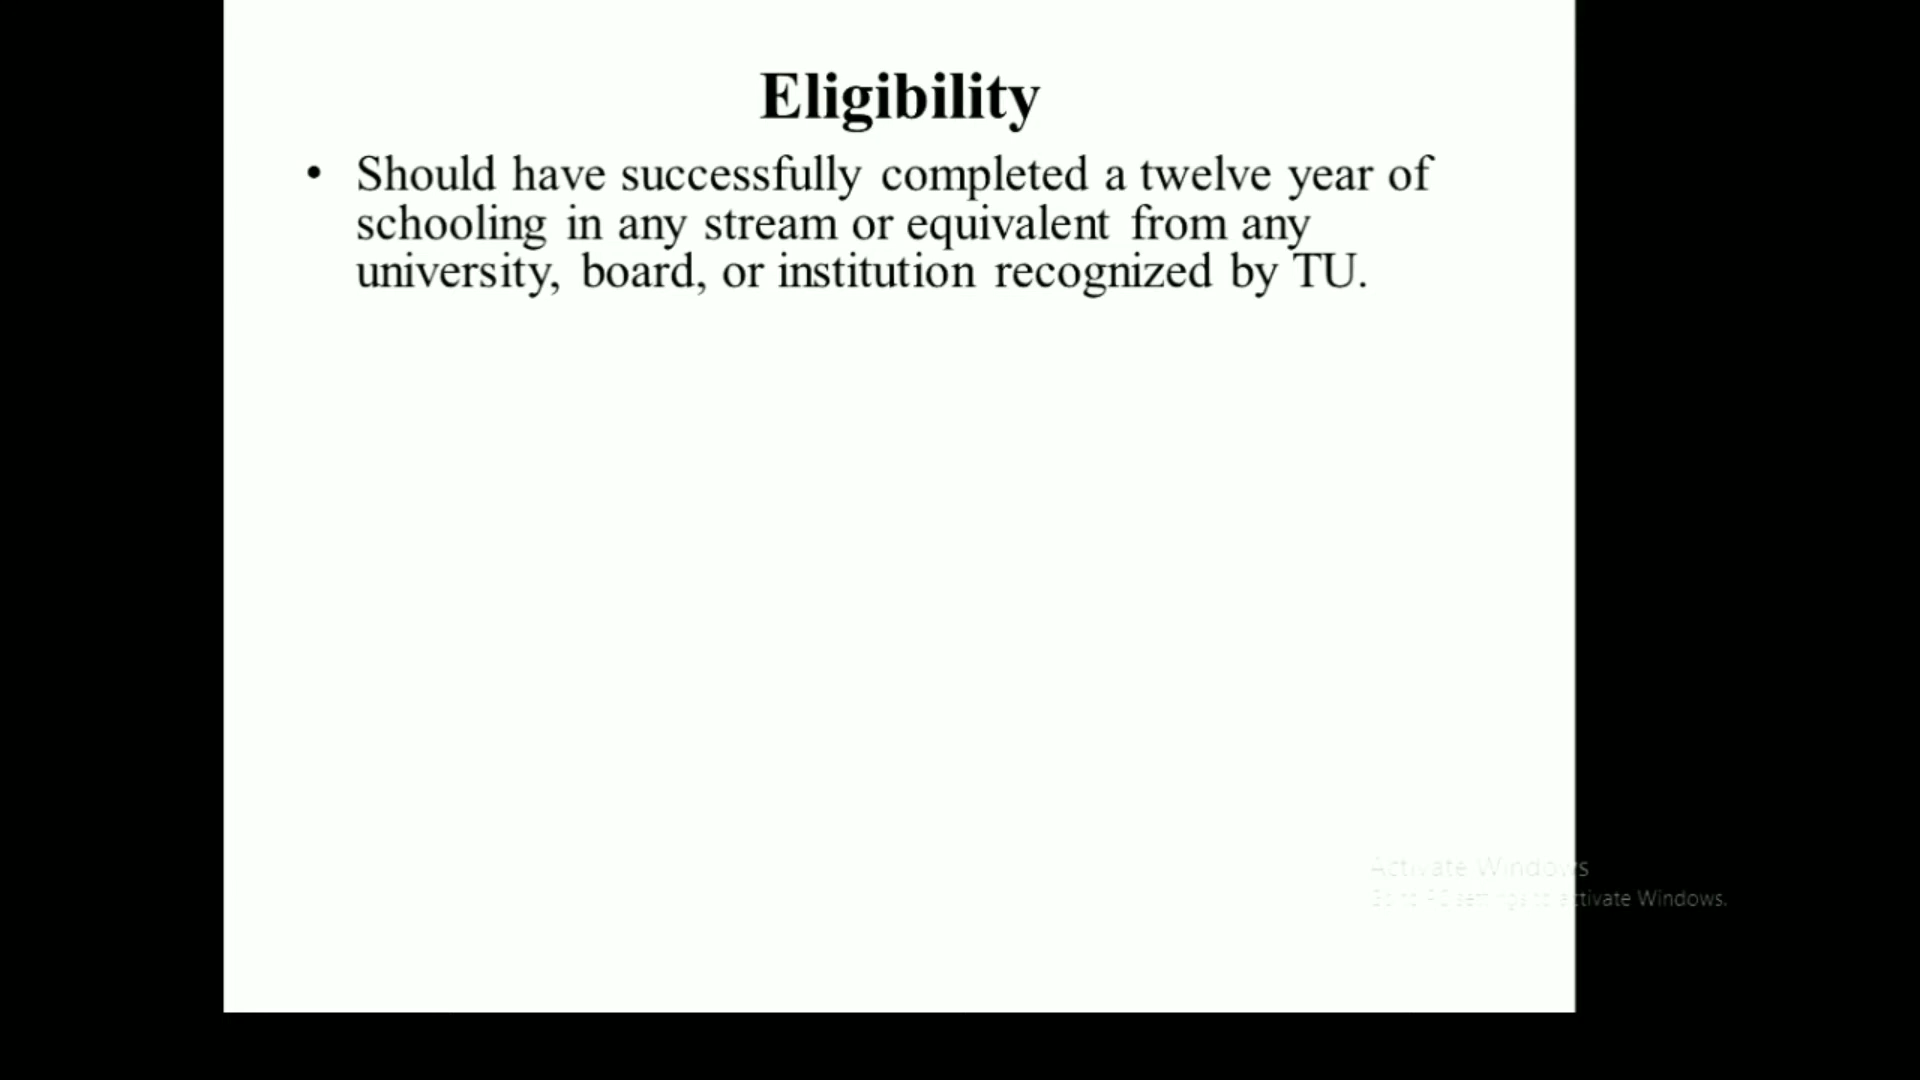 Eligibility
• Should have successfully completed a twelve year of
schooling in any stream or equivalent from any
university, board, or institution recognized by TU.
Activate Windows
Go to PC settings to activate Windows.